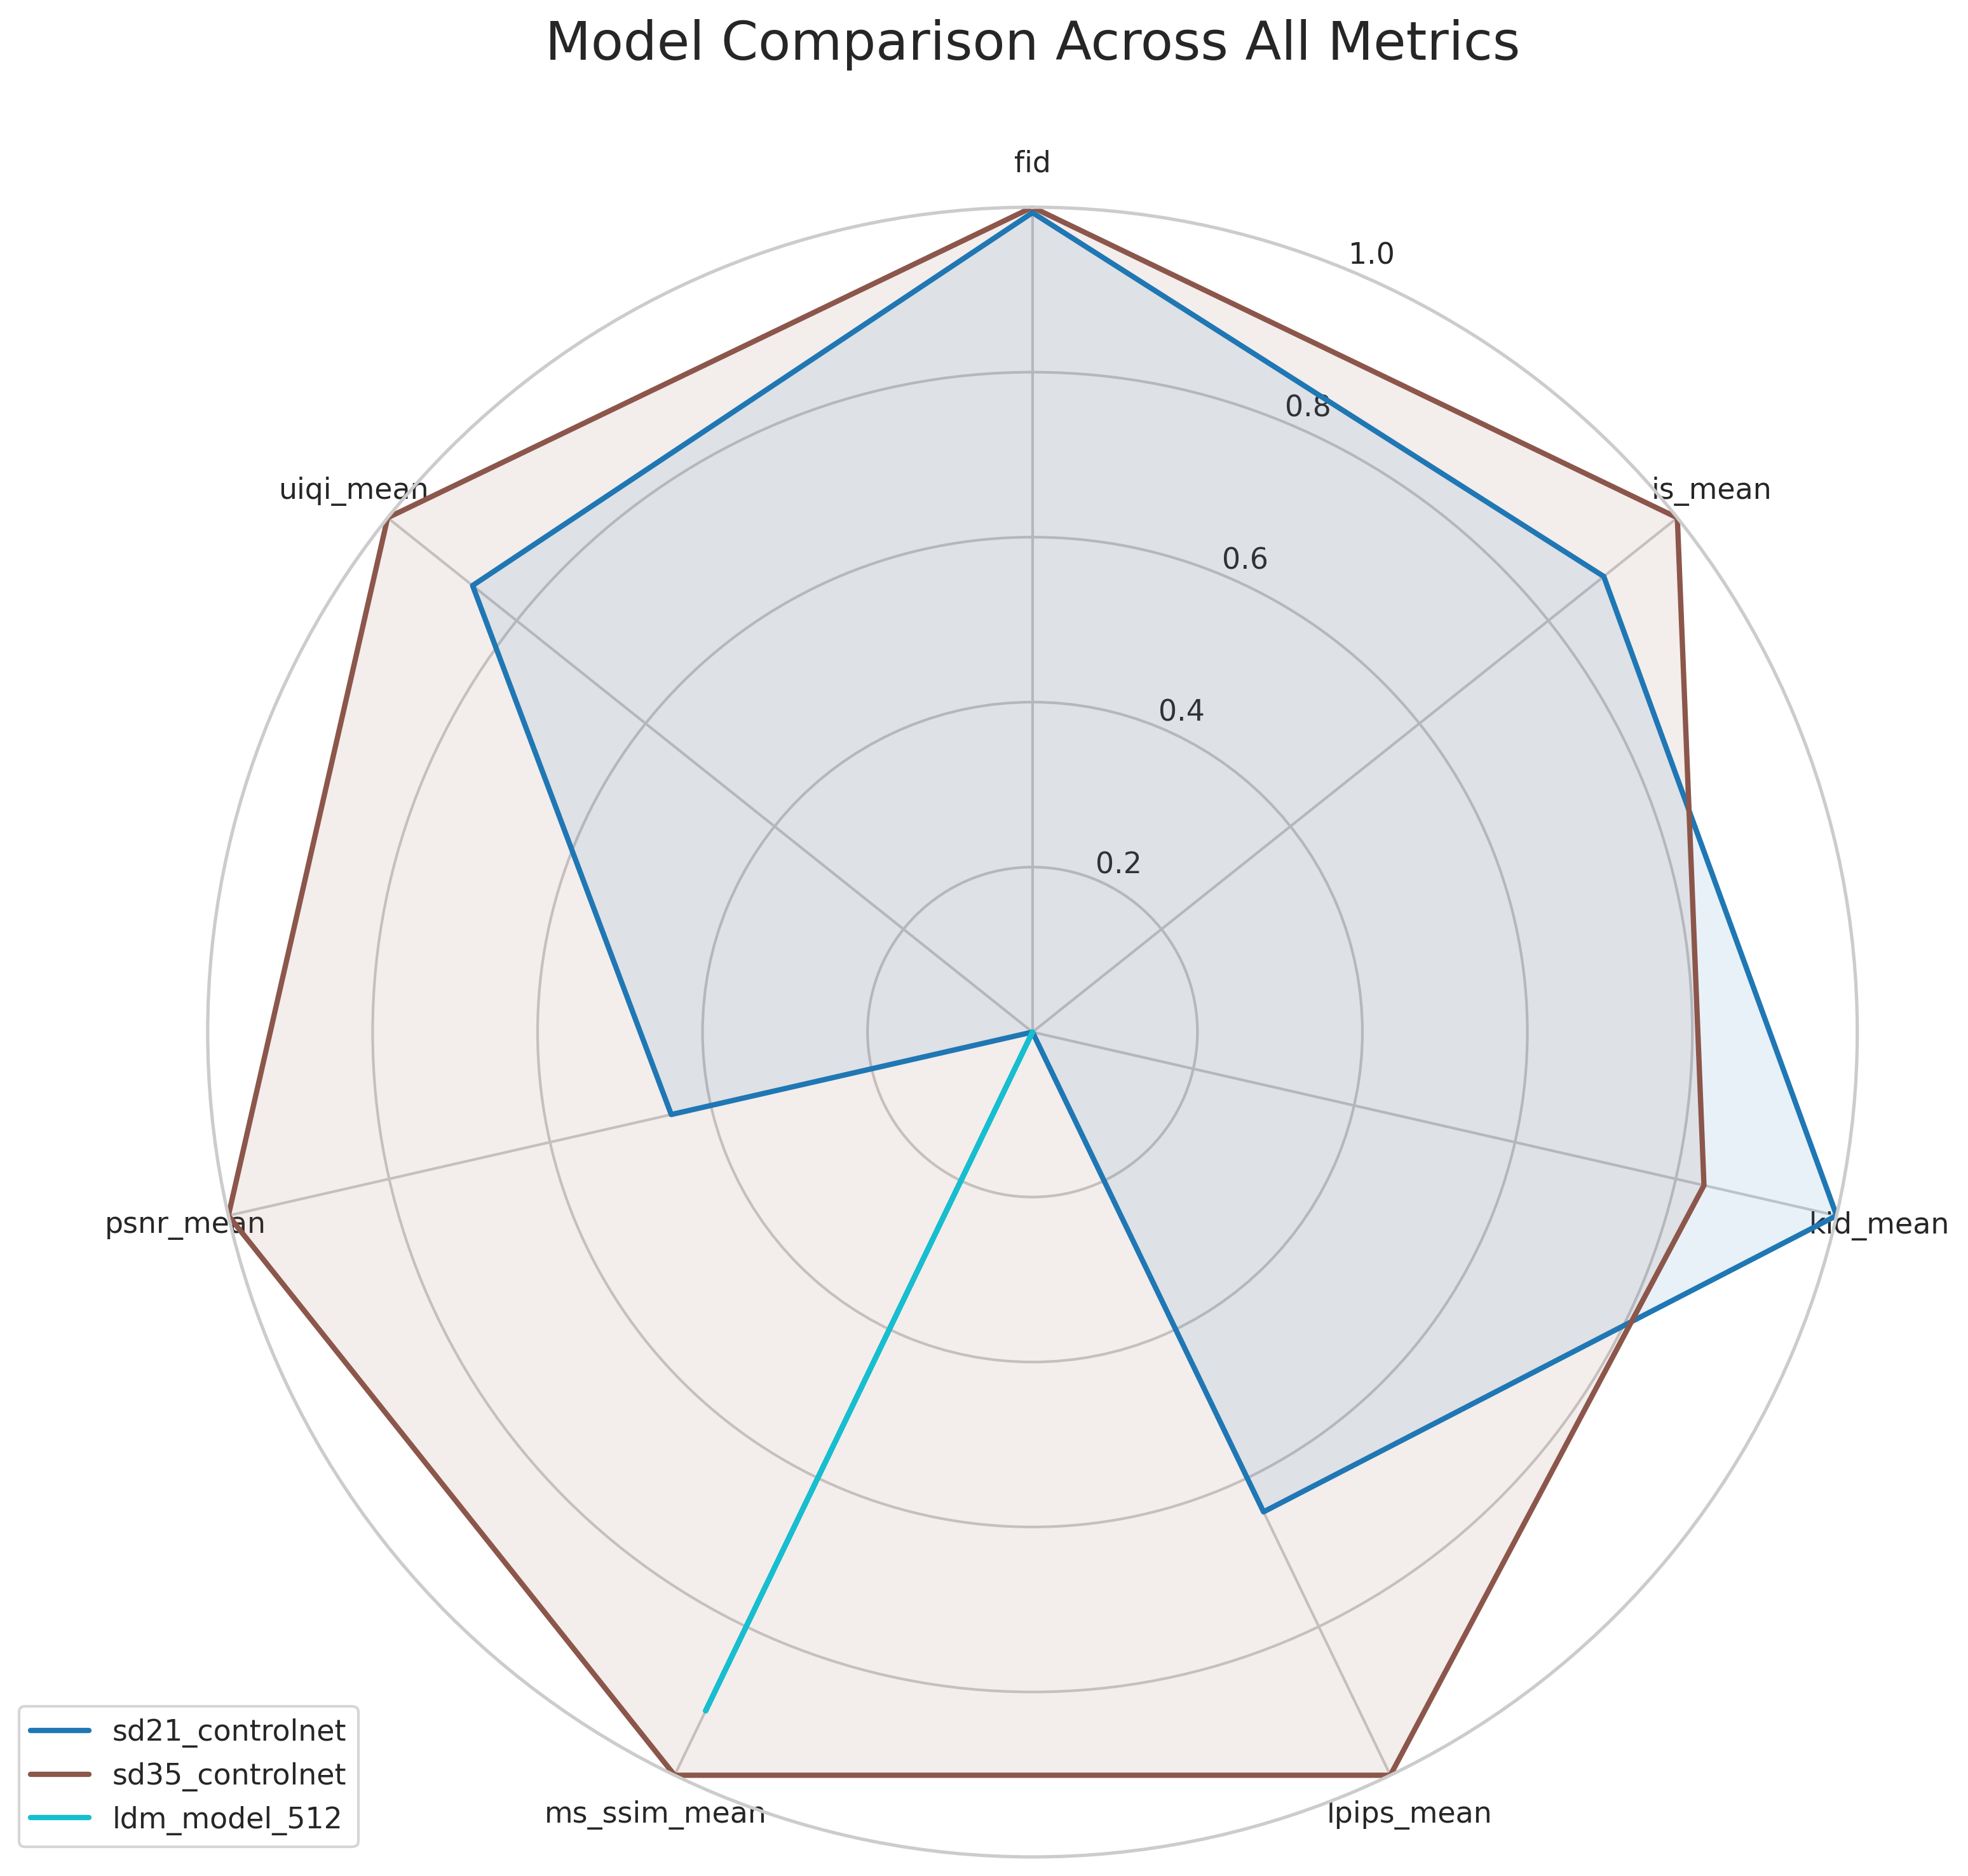 Model Comparison Across All Metrics
fid
1.0
0.8
uiqi_mean
is_mean
0.6
0.4
0.2
psnr_mean
kid_mean
ms_ssim_mean
lpips_mean
sd21_controlnet
sd35_controlnet
ldm_model_512